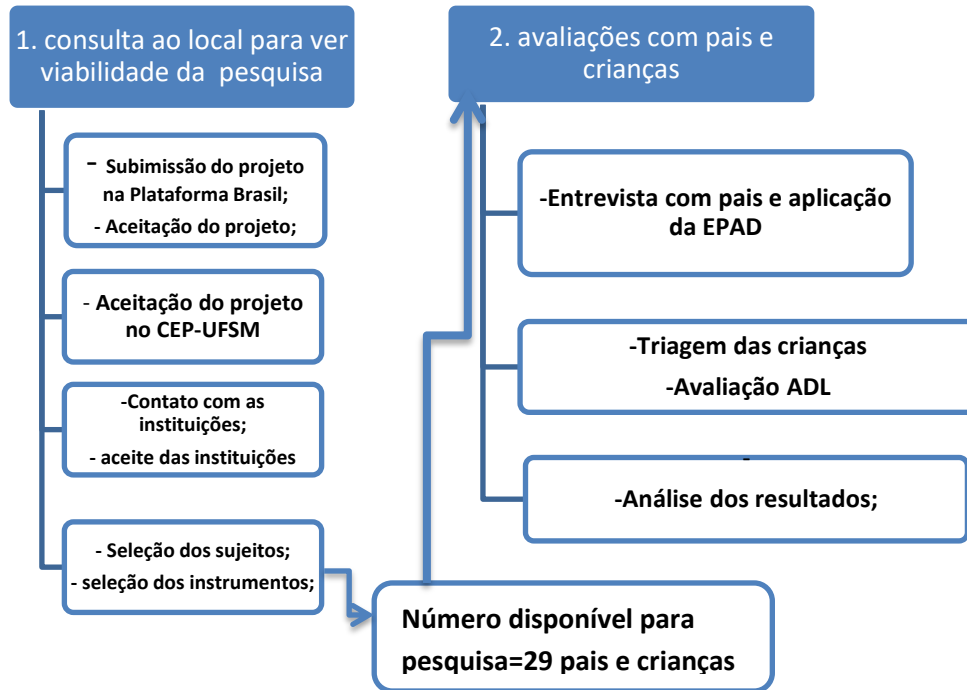 1. consulta ao local para ver
viabilidade da pesquisa
- Subimissão do projeto
na Plataforma Brasil;
- Aceitação do projeto;
- Aceitação do projeto
no CEP-UFSM
-Contato com as
instituições;
- aceite das instituições
- Seleção dos sujeitos;
- seleção dos instrumentos;
Número disponível para
pesquisa=29 pais e crianças
2. avaliações com pais e
crianças
-Entrevista com pais e aplicação
da EPAD
-Triagem das crianças
-Avaliação ADL
-
-Análise dos resultados;